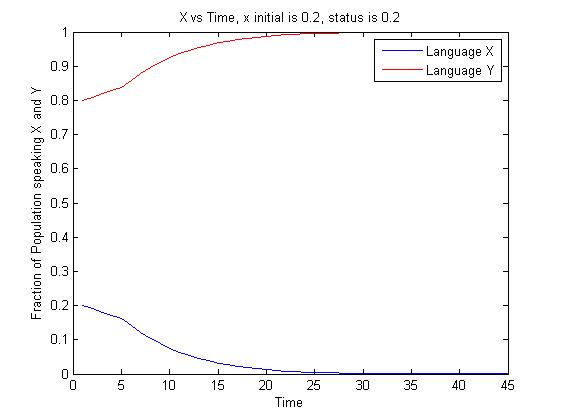 X vs Time, x initial is 0.2, status is 0.2
Language X
Language Y
Fraction of Population speaking X and Y
1
0.9
0.8
0.7
0.6
0.5
0.4
0.3
0.2
0.1
0
0 5 10 15 20 25 30 35 40 45
Time